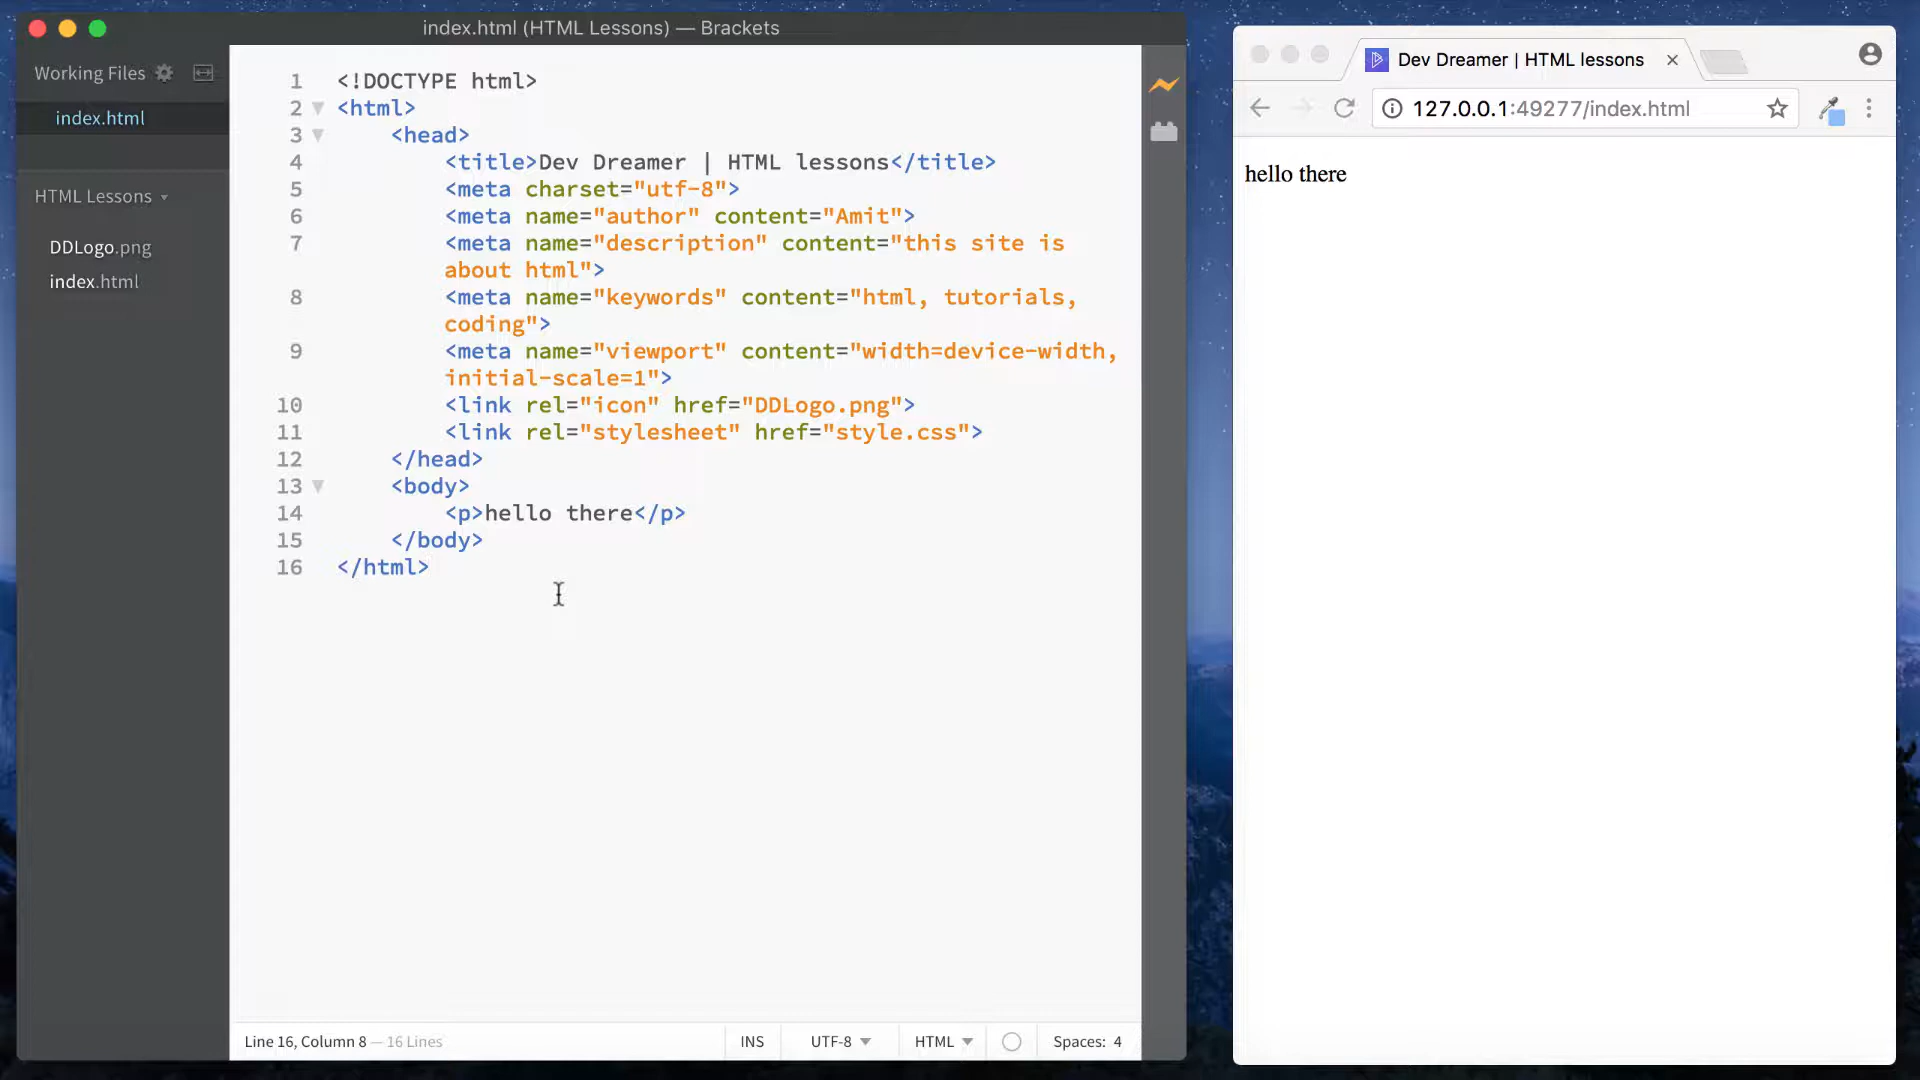 index.html (HTML Lessons) — Brackets
Working Files
index.html
HTML Lessons
DDLogo.png
index.html
1 <!DOCTYPE html>
2 <html>
3 <head>
4 <title>Dev Dreamer | HTML lessons</title>
5 <meta charset="utf-8">
6 <meta name="author" content="Amit">
7 <meta name="description" content="this site is
about html">
8 <meta name="keywords" content="html, tutorials,
coding">
9 <meta name="viewport" content="width=device-width,
initial-scale=1">
10 <link rel="icon" href="DDLogo.png">
11 <link rel="stylesheet" href="style.css">
12 </head>
13 <body>
14 <p>hello there</p>
15 </body>
16 </html>
Line 16, Column 8 — 16 Lines
INS
UTF-8
HTML
Spaces: 4
Dev Dreamer | HTML lessons
127.0.0.1:49277/index.html
hello there